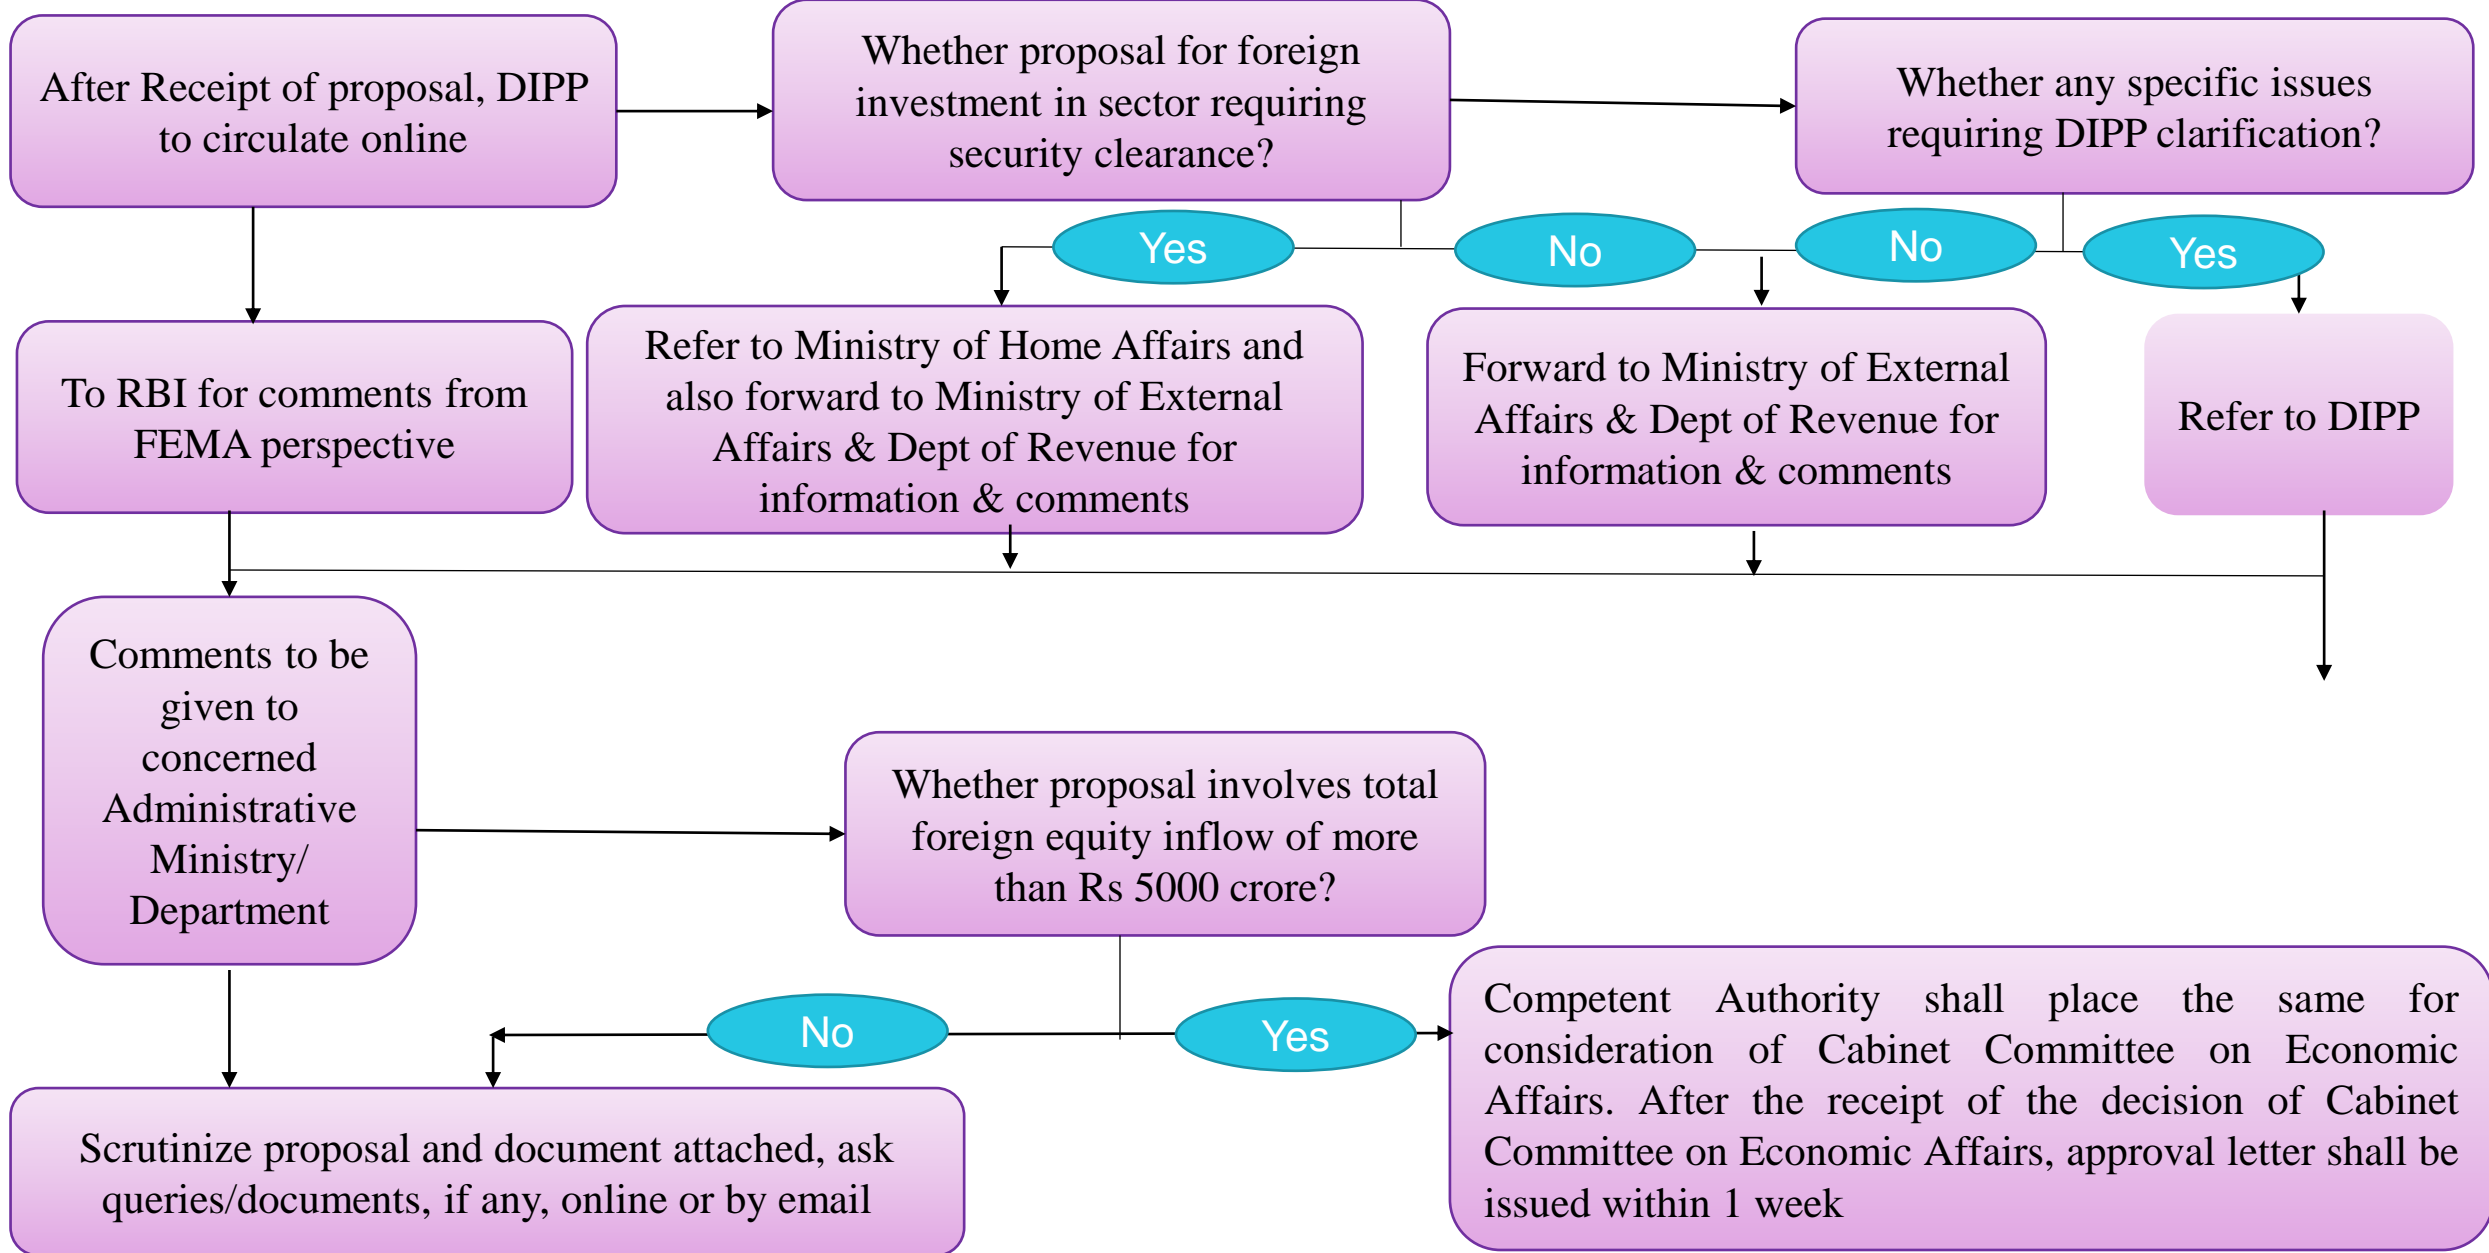 After Receipt of proposal, DIPP
to circulate online
Whether proposal for foreign
investment in sector requiring
security clearance?
Whether any specific issues
requiring DIPP clarification?
Yes
No
No
Yes
To RBI for comments from
FEMA perspective
Refer to Ministry of Home Affairs and
also forward to Ministry of External
Affairs & Dept of Revenue for
information & comments
Forward to Ministry of External
Affairs & Dept of Revenue for
information & comments
Refer to DIPP
Comments to be
given to
concerned
Administrative
Ministry/
Department
Whether proposal involves total
foreign equity inflow of more
than Rs 5000 crore?
No
Yes
Scrutinize proposal and document attached, ask
queries/documents, if any, online or by email
Competent Authority shall place the same for
consideration of Cabinet Committee on Economic
Affairs. After the receipt of the decision of Cabinet
Committee on Economic Affairs, approval letter shall be
issued within 1 week